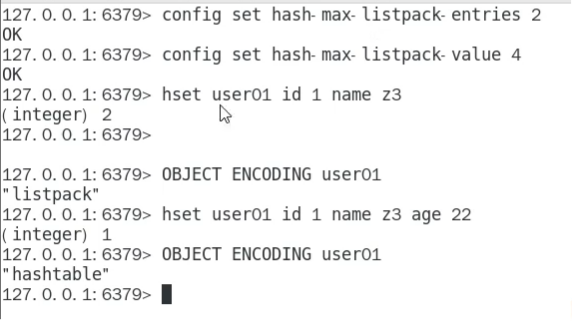 127.0.0.1:6379> config set hash-max-listpack-entries 2
OK
127.0.0.1:6379> config set hash-max-listpack-value 4
OK
127.0.0.1:6379> hset user01 id 1 name z3
(integer) 2
127.0.0.1:6379>
127.0.0.1:6379> OBJECT ENCODING user01
"listpack"
127.0.0.1:6379> hset user01 id 1 name z3 age 22
(integer) 1
127.0.0.1:6379> OBJECT ENCODING user01
"hashtable"
127.0.0.1:6379>